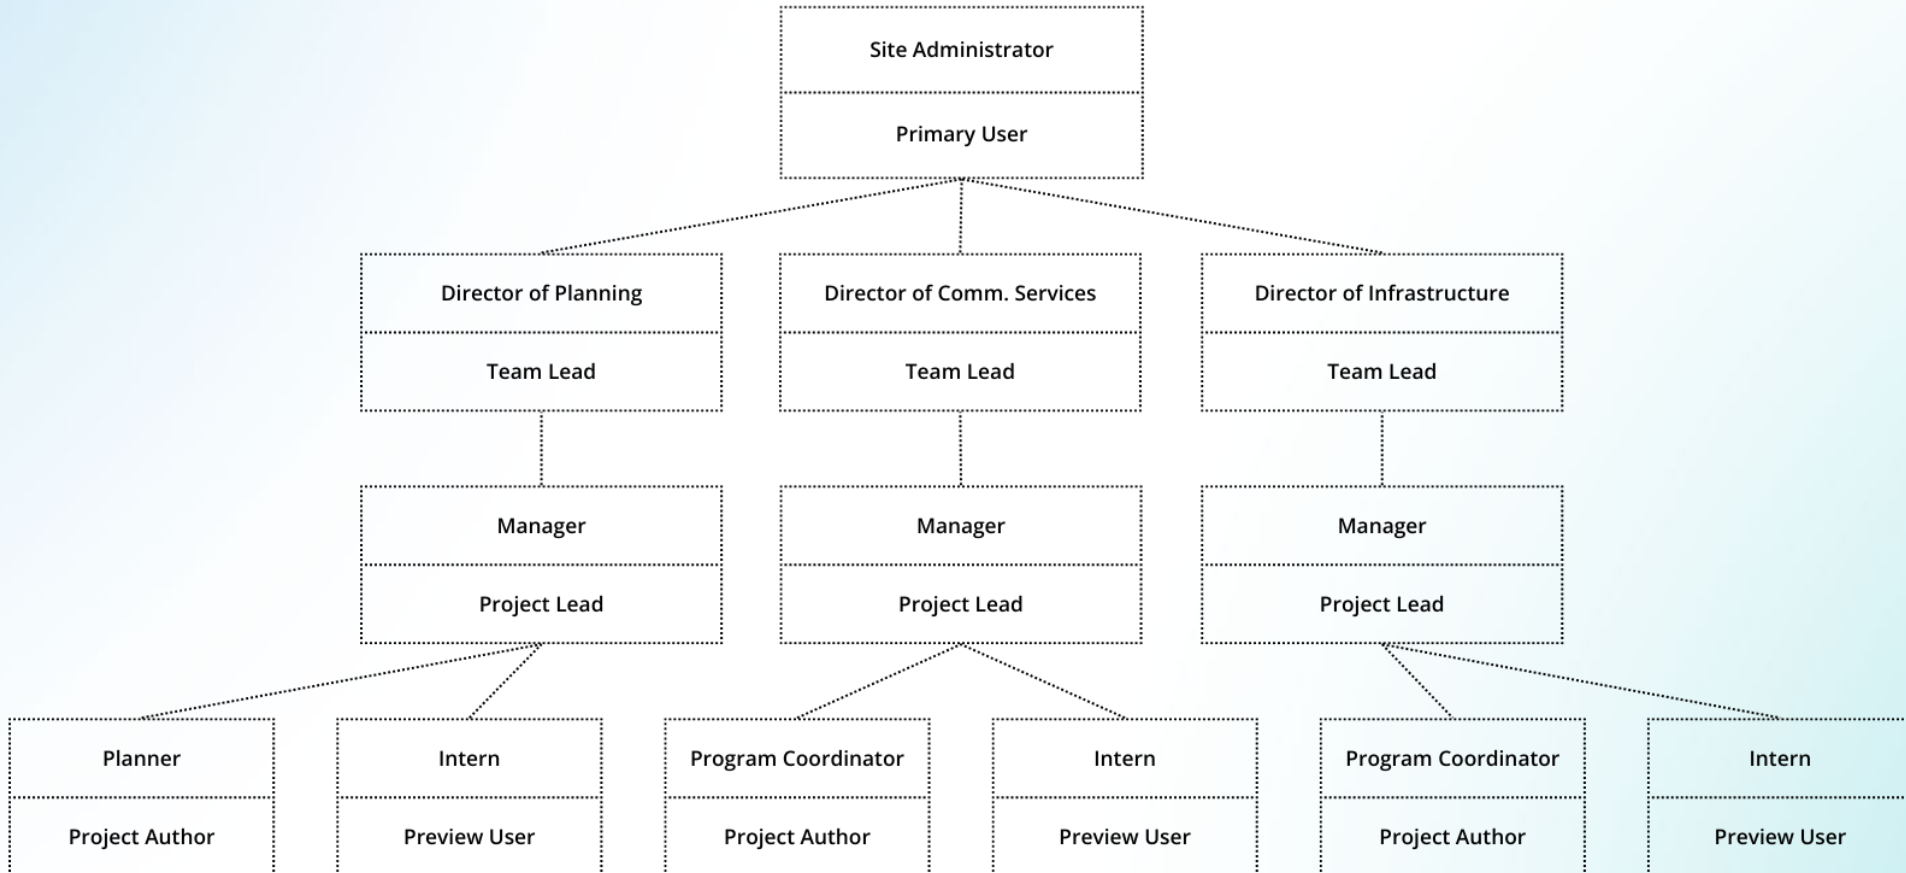 Site Administrator
Primary User
Director of Planning
Team Lead
Director of Comm. Services
Team Lead
Director of Infrastructure
Team Lead
Manager
Project Lead
Manager
Project Lead
Manager
Project Lead
Planner
Project Author
Intern
Preview User
Program Coordinator
Project Author
Intern
Preview User
Program Coordinator
Project Author
Intern
Preview User